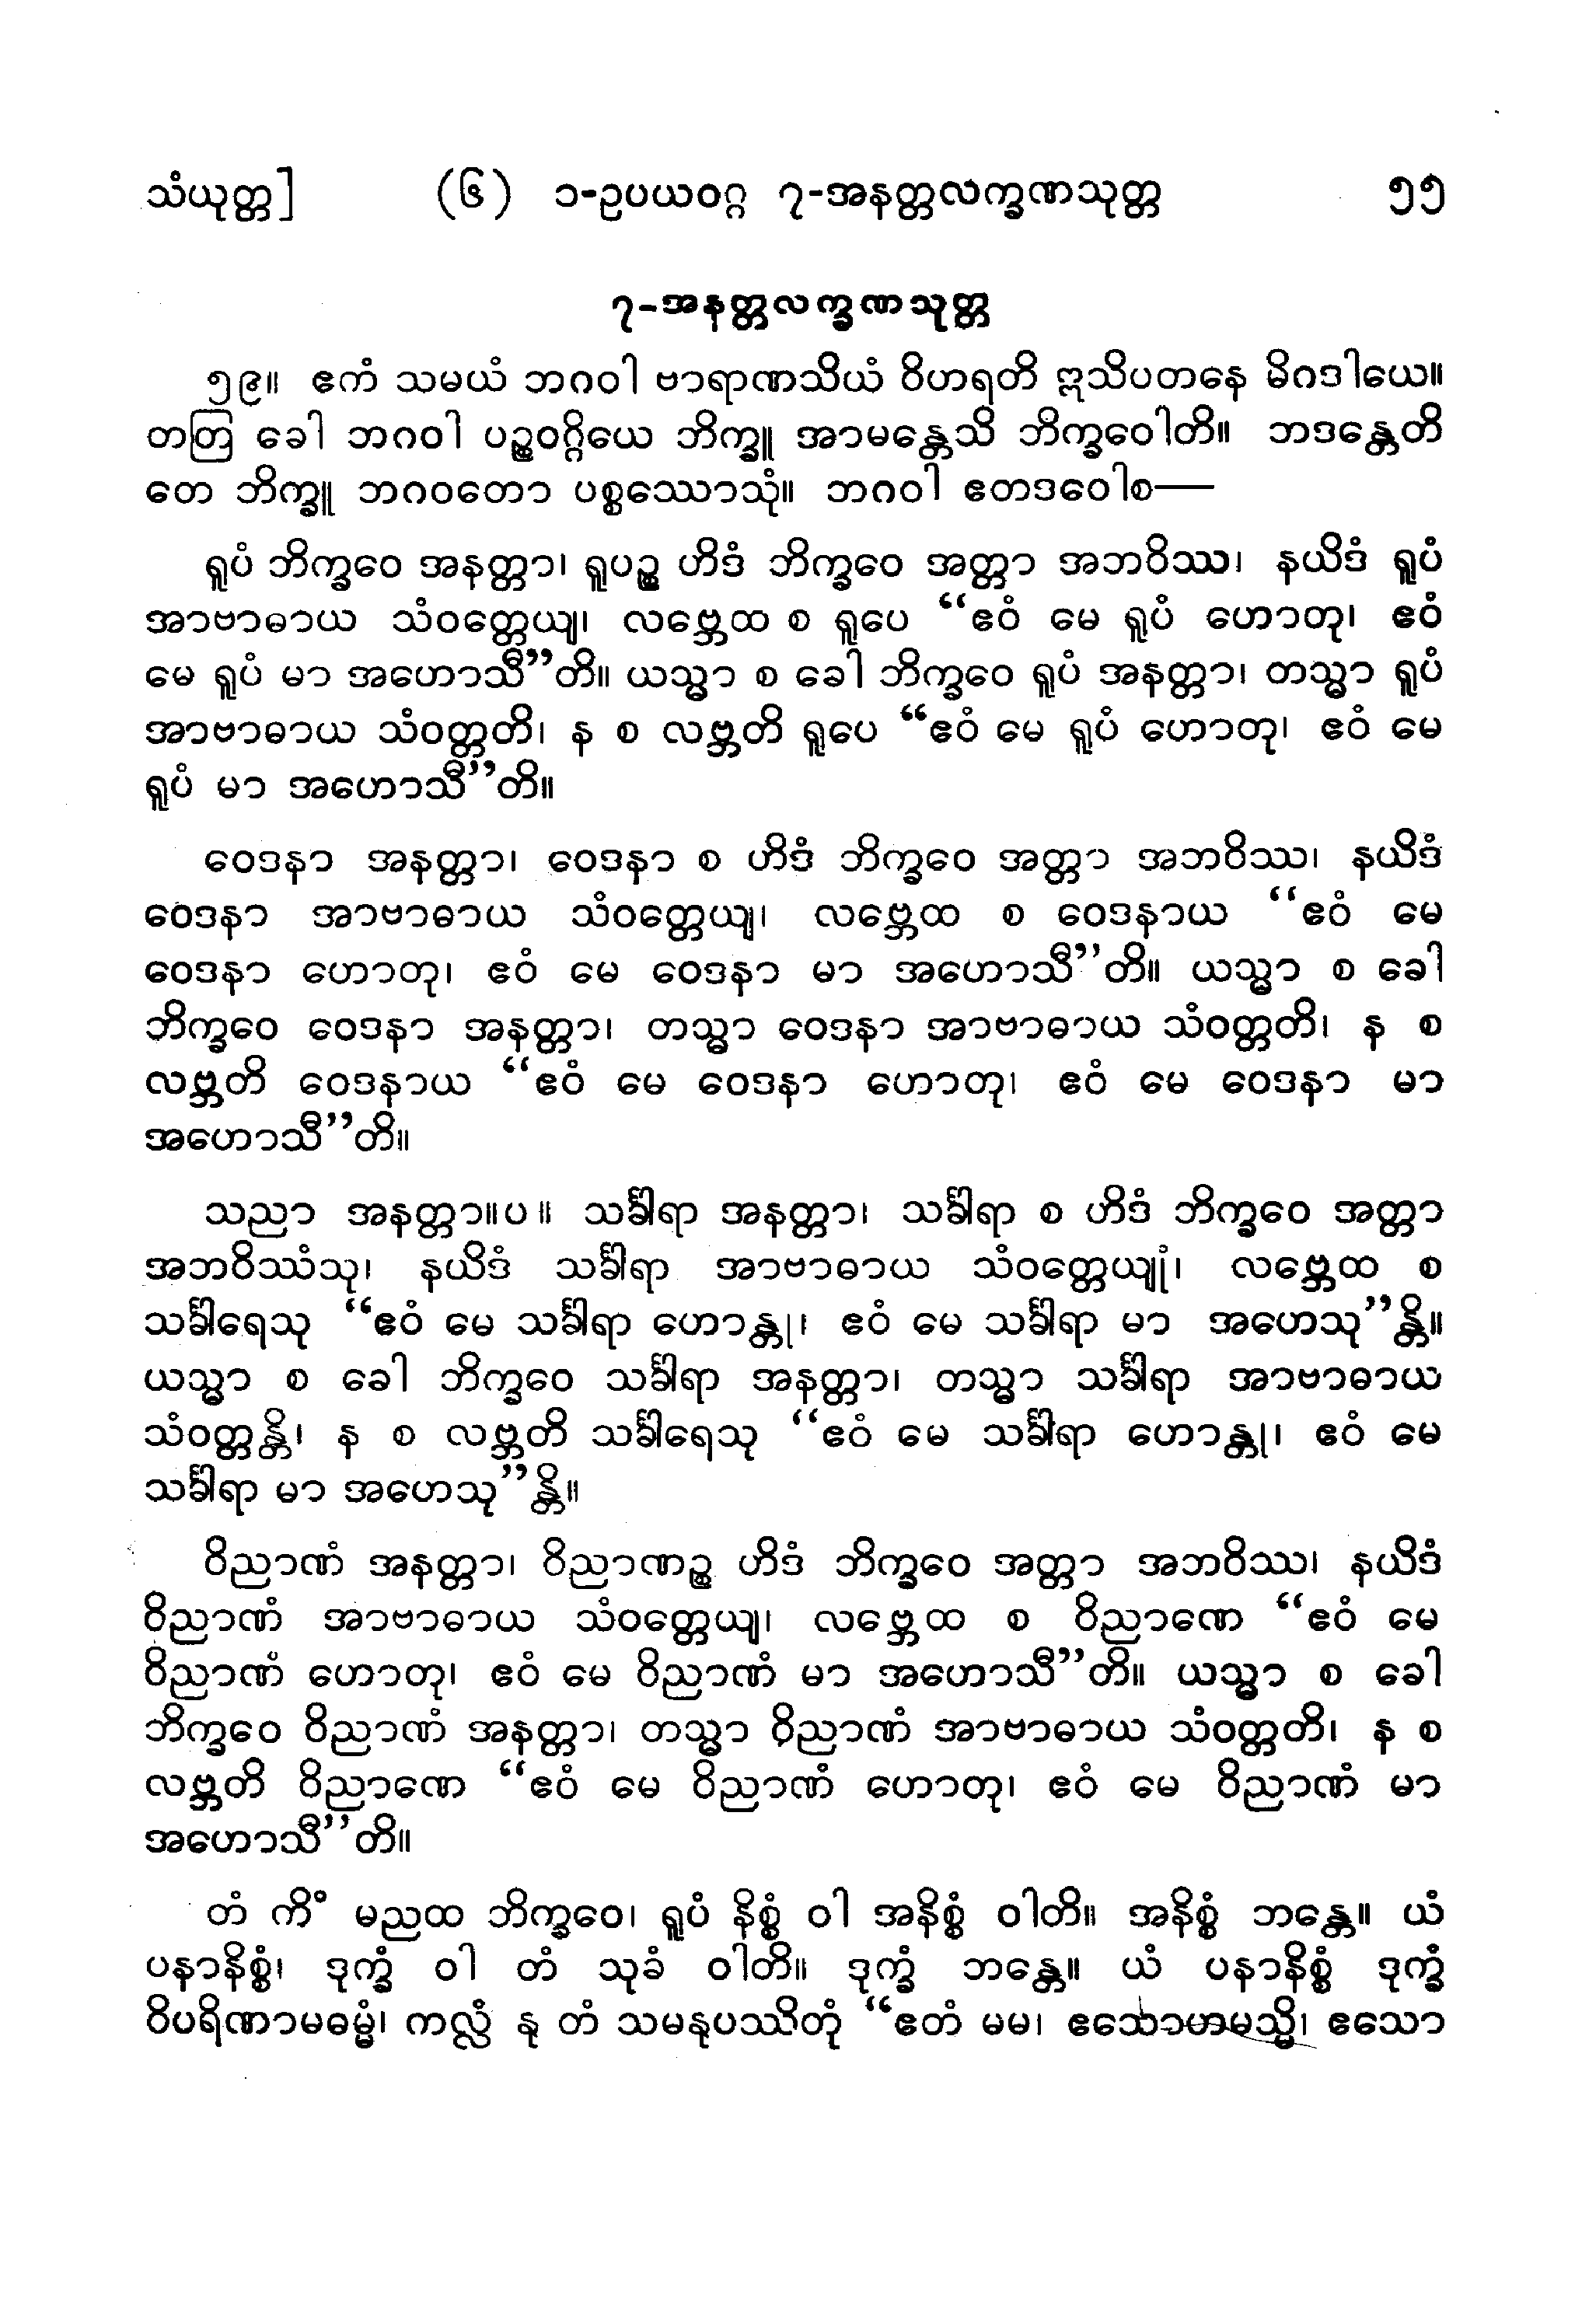 သံယုတ္တ] (၆) ၁-ဥပယဝဂ္ဂ ၇-အနတ္တလက္ခဏသုတ္တ ၅၅
၇-အနတ္တလက္ခဏသုတ္တ
၅၉။ ဧကံ သမယံ ဘဂဝါ ဗာရာဏသိယံ ဝိဟရတိ ဣသိပတနေ မိဂဒါယေ။
တတြ ခေါ ဘဂဝါ ပဉ္စဝဂ္ဂိယေ ဘိက္ခူ အာမန္တေသိ ဘိက္ခဝေါတိ။ ဘဒန္တေတိ
တေ ဘိက္ခူ ဘဂဝတော ပစ္စဿောသုံ။ ဘဂဝါ ဧတဒဝေါစ—
ရူပံ ဘိက္ခဝေ အနတ္တာ၊ ရူပဉ္စ ဟိဒံ ဘိက္ခဝေ အတ္တာ အဘဝိဿ၊ နယိဒံ ရူပံ
အာဗာဓာယ သံဝတ္တေယျ၊ လဗ္ဘေထ စ ရူပေ “ဧဝံ မေ ရူပံ ဟောတု၊ ဧဝံ
မေ ရူပံ မာ အဟောသီ”တိ။ ယသ္မာ စ ခေါ ဘိက္ခဝေ ရူပံ အနတ္တာ၊ တသ္မာ ရူပံ
အာဗာဓာယ သံဝတ္တတိ၊ န စ လဗ္ဘတိ ရူပေ “ဧဝံ မေ ရူပံ ဟောတု၊ ဧဝံ မေ
ရူပံ မာ အဟောသီ”တိ။
ဝေဒနာ အနတ္တာ၊ ဝေဒနာ စ ဟိဒံ ဘိက္ခဝေ အတ္တာ အဘဝိဿ၊ နယိဒံ
ဝေဒနာ အာဗာဓာယ သံဝတ္တေယျ၊ လဗ္ဘေထ စ ဝေဒနာယ “ဧဝံ မေ
ဝေဒနာ ဟောတု၊ ဧဝံ မေ ဝေဒနာ မာ အဟောသီ”တိ။ ယသ္မာ စ ခေါ
ဘိက္ခဝေ ဝေဒနာ အနတ္တာ၊ တသ္မာ ဝေဒနာ အာဗာဓာယ သံဝတ္တတိ၊ န စ
လဗ္ဘတိ ဝေဒနာယ “ဧဝံ မေ ဝေဒနာ ဟောတု၊ ဧဝံ မေ ဝေဒနာ မာ
အဟောသီ”တိ။
သညာ အနတ္တာ။ပ။ သင်္ခါရာ အနတ္တာ၊ သင်္ခါရာ စ ဟိဒံ ဘိက္ခဝေ အတ္တာ
အဘဝိဿံသု၊ နယိဒံ သင်္ခါရာ အာဗာဓာယ သံဝတ္တေယျုံ၊ လဗ္ဘေထ စ
သင်္ခါရေသု “ဧဝံ မေ သင်္ခါရာ ဟောန္တု၊ ဧဝံ မေ သင်္ခါရာ မာ အဟေသု”န္တိ။
ယသ္မာ စ ခေါ ဘိက္ခဝေ သင်္ခါရာ အနတ္တာ၊ တသ္မာ သင်္ခါရာ အာဗာဓာယ
သံဝတ္တန္တိ၊ န စ လဗ္ဘတိ သင်္ခါရေသု “ဧဝံ မေ သင်္ခါရာ ဟောန္တု၊ ဧဝံ မေ
သင်္ခါရာ မာ အဟေသု”န္တိ။
ဝိညာဏံ အနတ္တာ၊ ဝိညာဏဉ္စ ဟိဒံ ဘိက္ခဝေ အတ္တာ အဘဝိဿ၊ နယိဒံ
ဝိညာဏံ အာဗာဓာယ သံဝတ္တေယျ၊ လဗ္ဘေထ စ ဝိညာဏေ “ဧဝံ မေ
ဝိညာဏံ ဟောတု၊ ဧဝံ မေ ဝိညာဏံ မာ အဟောသီ”တိ။ ယသ္မာ စ ခေါ
ဘိက္ခဝေ ဝိညာဏံ အနတ္တာ၊ တသ္မာ ဝိညာဏံ အာဗာဓာယ သံဝတ္တတိ၊ န စ
လဗ္ဘတိ ဝိညာဏေ “ဧဝံ မေ ဝိညာဏံ ဟောတု၊ ဧဝံ မေ ဝိညာဏံ မာ
အဟောသီ”တိ။
တံ ကိံ မညထ ဘိက္ခဝေ၊ ရူပံ နိစ္စံ ဝါ အနိစ္စံ ဝါတိ။ အနိစ္စံ ဘန္တေ။ ယံ
ပနာနိစ္စံ၊ ဒုက္ခံ ဝါ တံ သုခံ ဝါတိ။ ဒုက္ခံ ဘန္တေ။ ယံ ပနာနိစ္စံ ဒုက္ခံ
ဝိပရိဏာမဓမ္မံ၊ ကလ္လံ နု တံ သမနုပဿိတုံ “ဧတံ မမ၊ ဧသောဟမသ္မိ၊ ဧသော